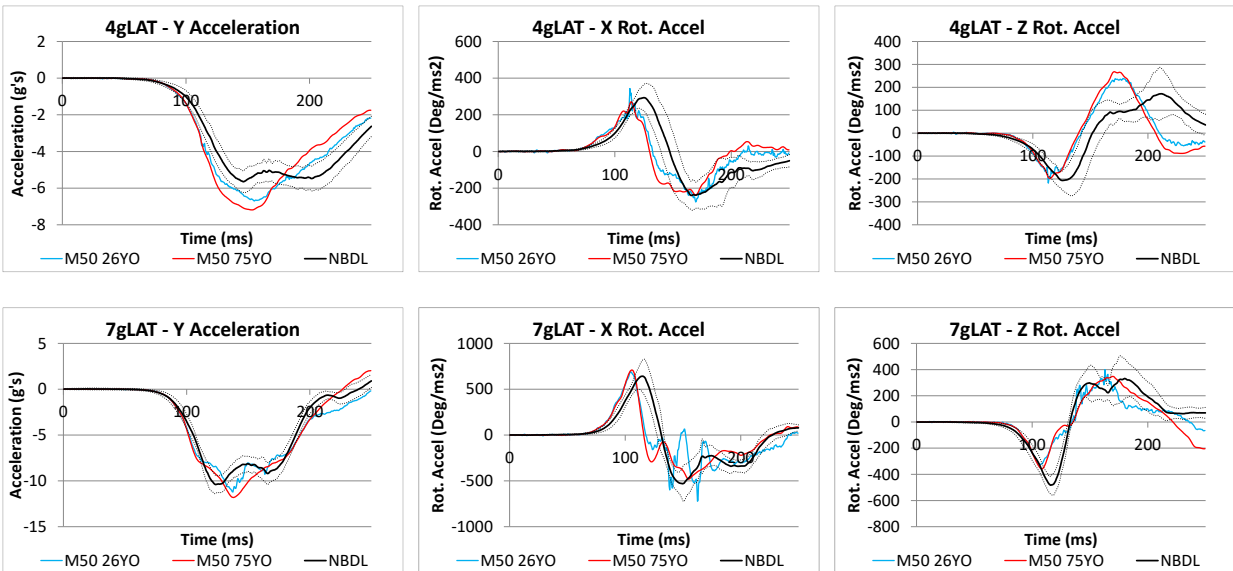 4gLAT - Y Acceleration
2
0
-2
-4
-6
-8
0
100
200
Acceleration (g's)
Time (ms)
M50 26YO
M50 75YO
NBDL
4gLAT - X Rot. Accel
600
400
200
0
-200
-400
0
100
200
Rot. Accel (Deg/ms2)
Time (ms)
M50 26YO
M50 75YO
NBDL
4gLAT - Z Rot. Accel
400
300
200
100
0
-100
-200
-300
-400
0
100
200
Rot. Accel (Deg/ms2)
Time (ms)
M50 26YO
M50 75YO
NBDL
7gLAT - Y Acceleration
5
0
-5
-10
-15
0
100
200
Acceleration (g's)
Time (ms)
M50 26YO
M50 75YO
NBDL
7gLAT - X Rot. Accel
1000
500
0
-500
-1000
0
100
200
Rot. Accel (Deg/ms2)
Time (ms)
M50 26YO
M50 75YO
NBDL
7gLAT - Z Rot. Accel
600
400
200
0
-200
-400
-600
-800
0
100
200
Rot. Accel (Deg/ms2)
Time (ms)
M50 26YO
M50 75YO
NBDL